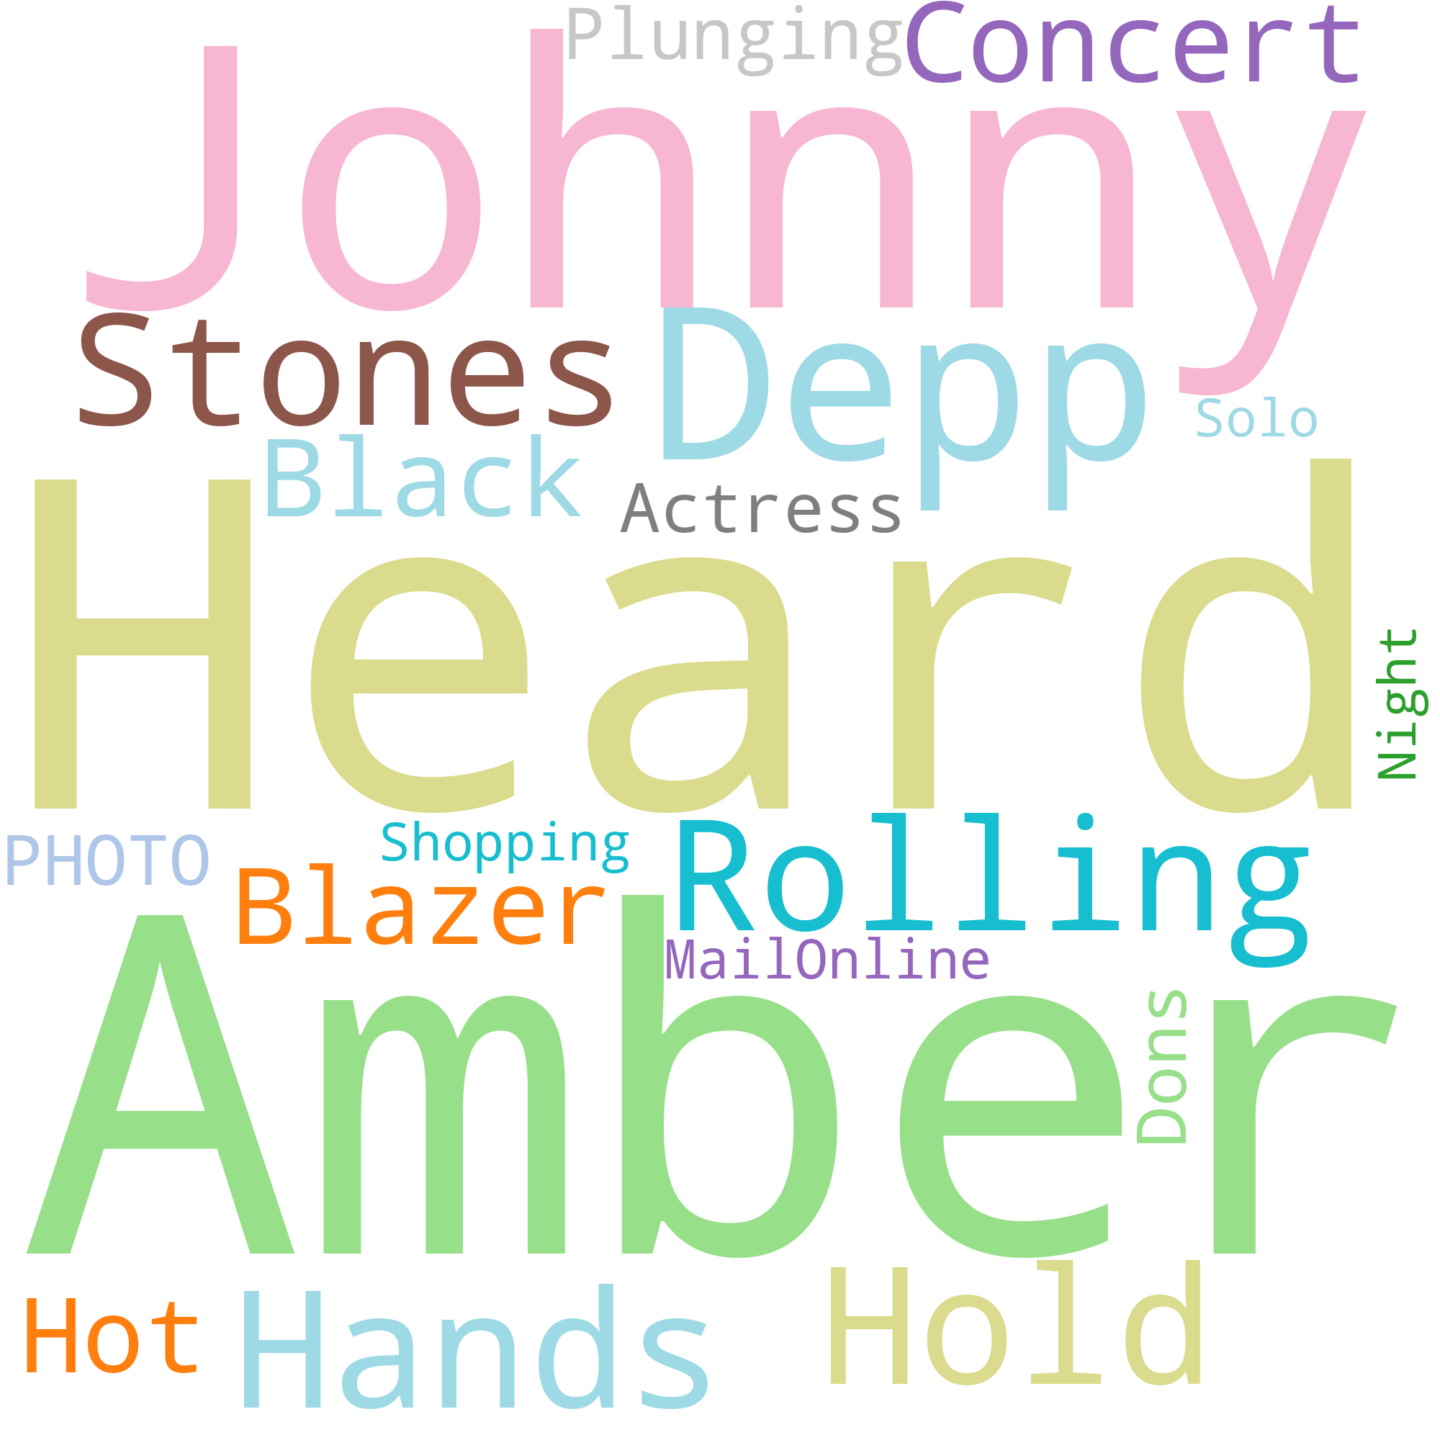 Plunging Concert
Johnny
Stones Depp
Solo
Black
Actress
Heard
Night
PHOTO
Shopping
Rolling
Blazer
MailOnline
Amber
Dons
Hot Hands Hold